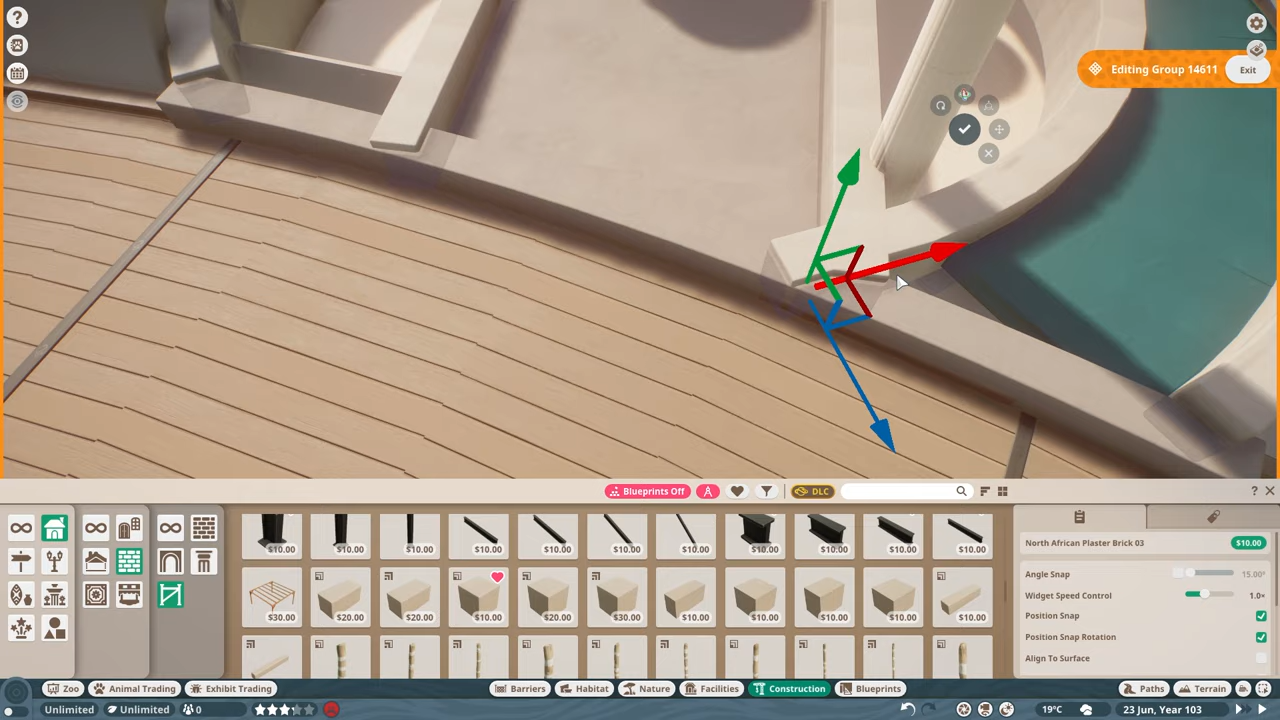 Editing Group 14611
Exit
Blueprints Off
DLC
$10.00 $10.00 $10.00 $10.00 $10.00 $10.00 $10.00 $10.00 $10.00 $10.00 $10.00
$30.00 $20.00 $20.00 $10.00 $20.00 $30.00 $10.00 $10.00 $10.00 $10.00 $10.00
North African Plaster Brick 03 $10.00
Angle Snap 15.00°
Widget Speed Control 1.0×
Position Snap
Position Snap Rotation
Align To Surface
Zoo Animal Trading Exhibit Trading Barriers Habitat Nature Facilities Construction Blueprints Paths Terrain
Unlimited Unlimited 0 19°C 23 Jun, Year 103